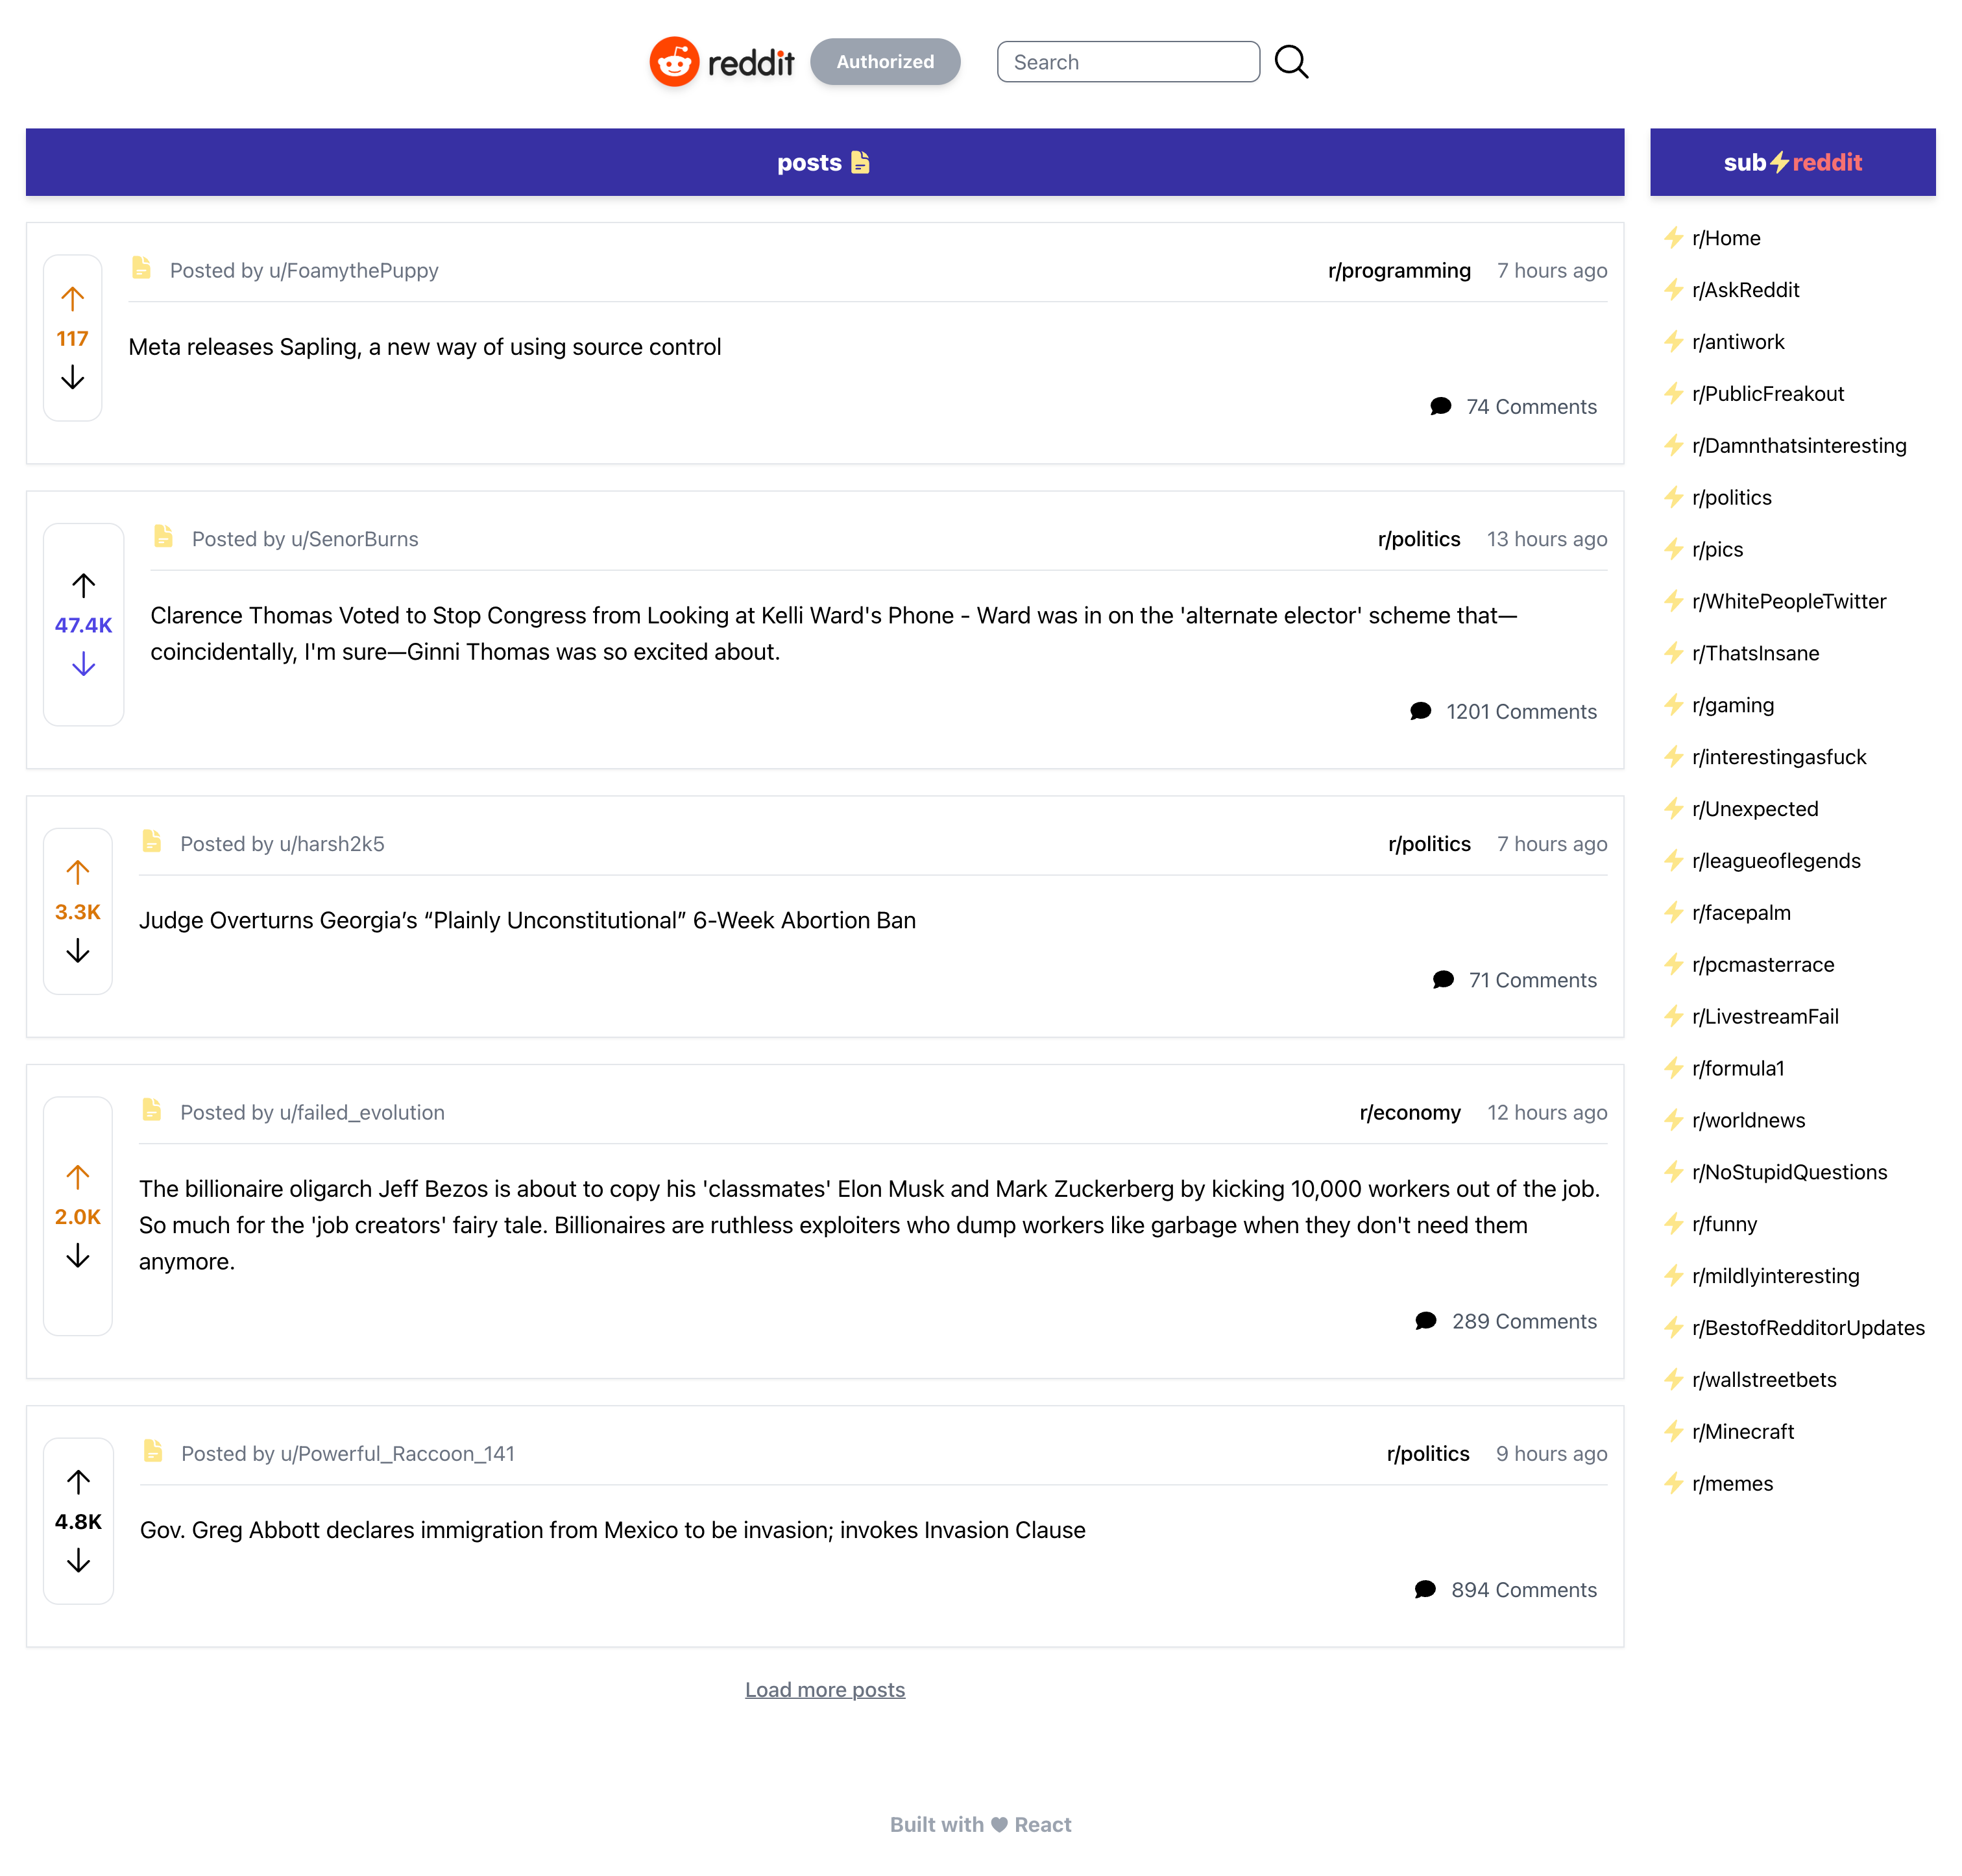 reddit
Authorized
Search
posts
sub reddit
Posted by u/FoamythePuppy
r/programming
7 hours ago
117
Meta releases Sapling, a new way of using source control
74 Comments
Posted by u/SenorBurns
r/politics
13 hours ago
47.4K
Clarence Thomas Voted to Stop Congress from Looking at Kelli Ward's Phone - Ward was in on the 'alternate elector' scheme that—
coincidentally, I'm sure—Ginni Thomas was so excited about.
1201 Comments
Posted by u/harsh2k5
r/politics
7 hours ago
3.3K
Judge Overturns Georgia’s “Plainly Unconstitutional” 6-Week Abortion Ban
71 Comments
Posted by u/failed_evolution
r/economy
12 hours ago
2.0K
The billionaire oligarch Jeff Bezos is about to copy his 'classmates' Elon Musk and Mark Zuckerberg by kicking 10,000 workers out of the job.
So much for the 'job creators' fairy tale. Billionaires are ruthless exploiters who dump workers like garbage when they don't need them
anymore.
289 Comments
Posted by u/Powerful_Raccoon_141
r/politics
9 hours ago
4.8K
Gov. Greg Abbott declares immigration from Mexico to be invasion; invokes Invasion Clause
894 Comments
Load more posts
r/Home
r/AskReddit
r/antiwork
r/PublicFreakout
r/Damnthatsinteresting
r/politics
r/pics
r/WhitePeopleTwitter
r/ThatsInsane
r/gaming
r/interestingasfuck
r/Unexpected
r/leagueoflegends
r/facepalm
r/pcmasterrace
r/LivestreamFail
r/formula1
r/worldnews
r/NoStupidQuestions
r/funny
r/mildlyinteresting
r/BestofRedditorUpdates
r/wallstreetbets
r/Minecraft
r/memes
Built with React